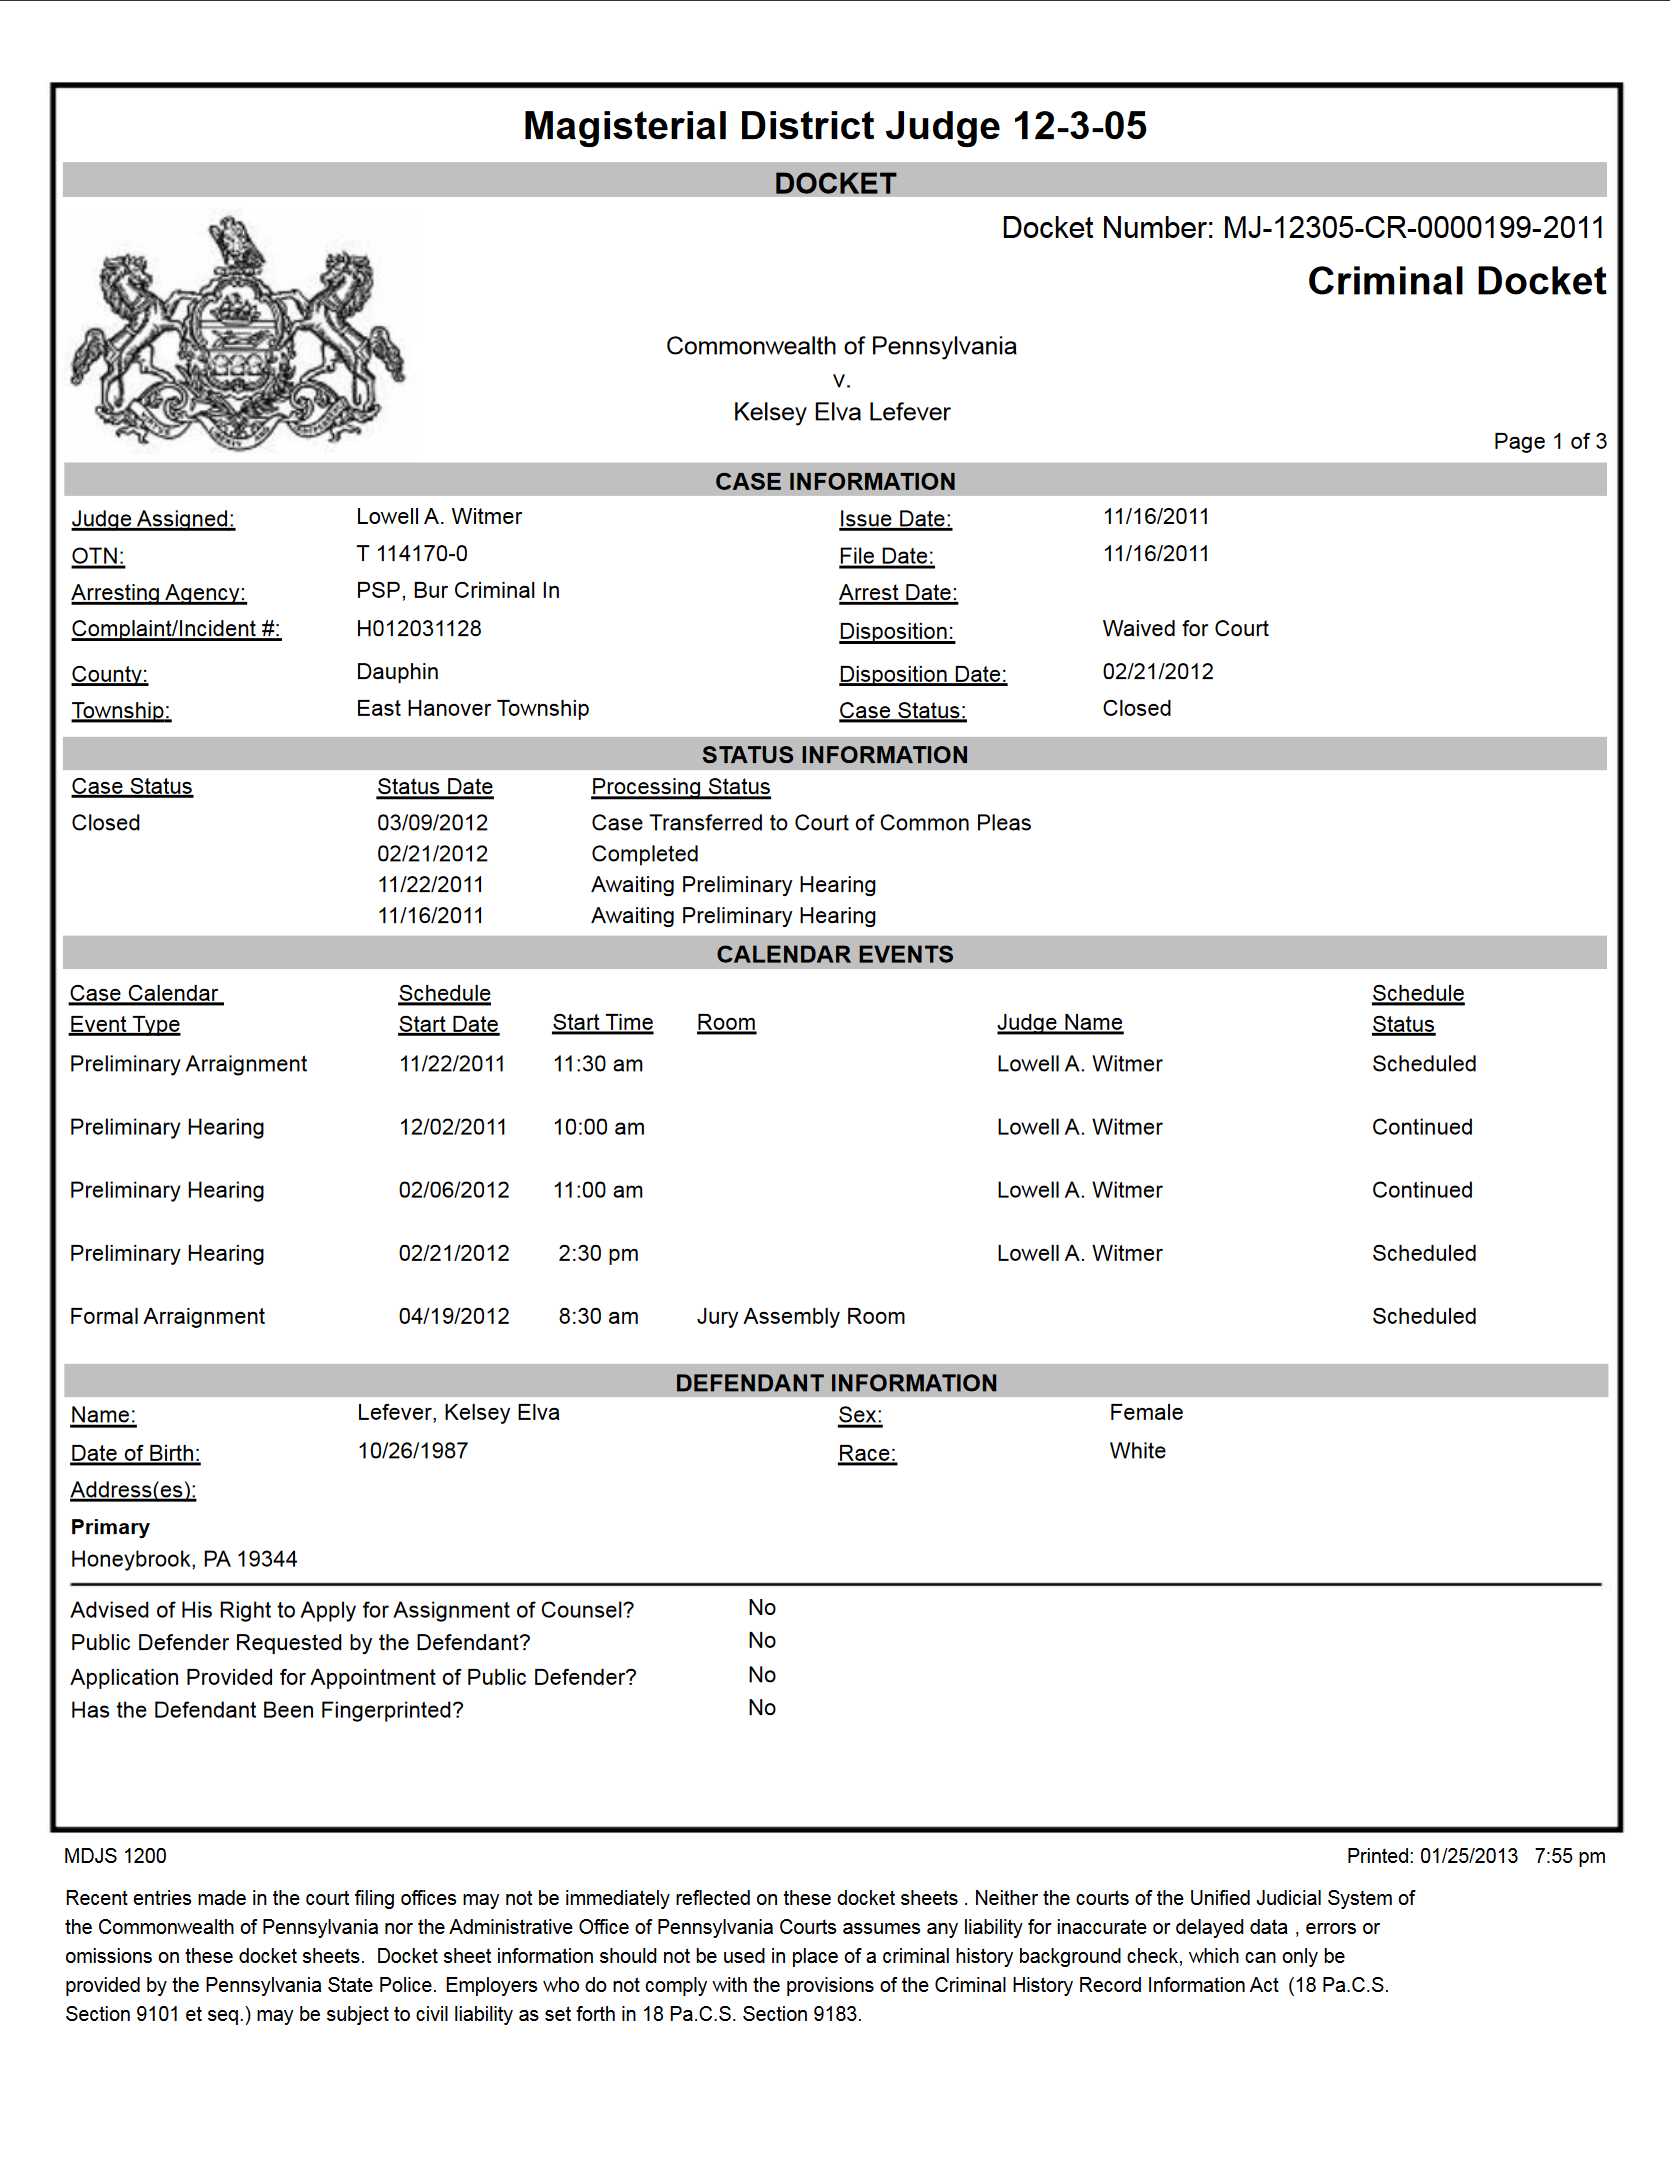 Magisterial District Judge 12-3-05
DOCKET
Docket Number: MJ-12305-CR-0000199-2011
Criminal Docket
Commonwealth of Pennsylvania
v.
Kelsey Elva Lefever
Page 1 of 3
CASE INFORMATION
Judge Assigned: Lowell A. Witmer Issue Date: 11/16/2011
OTN: T 114170-0 File Date: 11/16/2011
Arresting Agency: PSP, Bur Criminal In Arrest Date:
Complaint/Incident #: H012031128 Disposition: Waived for Court
County: Dauphin Disposition Date: 02/21/2012
Township: East Hanover Township Case Status: Closed
STATUS INFORMATION
Case Status Status Date Processing Status
Closed 03/09/2012 Case Transferred to Court of Common Pleas
02/21/2012 Completed
11/22/2011 Awaiting Preliminary Hearing
11/16/2011 Awaiting Preliminary Hearing
CALENDAR EVENTS
Case Calendar Schedule Schedule
Event Type Start Date Start Time Room Judge Name Status
Preliminary Arraignment 11/22/2011 11:30 am Lowell A. Witmer Scheduled
Preliminary Hearing 12/02/2011 10:00 am Lowell A. Witmer Continued
Preliminary Hearing 02/06/2012 11:00 am Lowell A. Witmer Continued
Preliminary Hearing 02/21/2012 2:30 pm Lowell A. Witmer Scheduled
Formal Arraignment 04/19/2012 8:30 am Jury Assembly Room Scheduled
DEFENDANT INFORMATION
Name: Lefever, Kelsey Elva Sex: Female
Date of Birth: 10/26/1987 Race: White
Address(es):
Primary
Honeybrook, PA 19344
Advised of His Right to Apply for Assignment of Counsel? No
Public Defender Requested by the Defendant? No
Application Provided for Appointment of Public Defender? No
Has the Defendant Been Fingerprinted? No
MDJS 1200 Printed: 01/25/2013 7:55 pm
Recent entries made in the court filing offices may not be immediately reflected on these docket sheets . Neither the courts of the Unified Judicial System of
the Commonwealth of Pennsylvania nor the Administrative Office of Pennsylvania Courts assumes any liability for inaccurate or delayed data , errors or
omissions on these docket sheets. Docket sheet information should not be used in place of a criminal history background check, which can only be
provided by the Pennsylvania State Police. Employers who do not comply with the provisions of the Criminal History Record Information Act (18 Pa.C.S.
Section 9101 et seq.) may be subject to civil liability as set forth in 18 Pa.C.S. Section 9183.